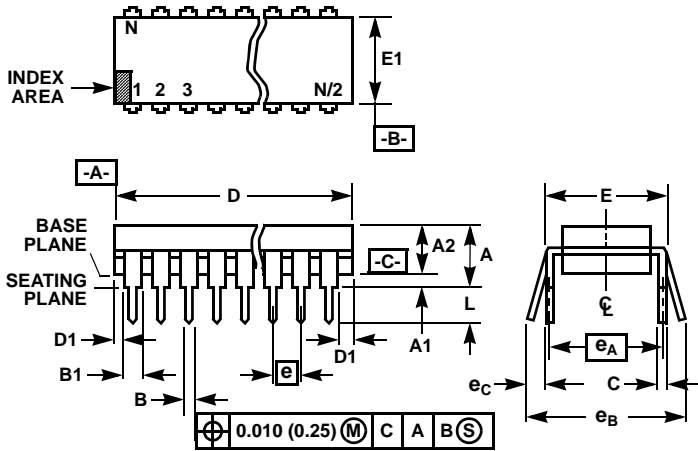 N
INDEX
AREA
1 2 3 N/2
E1
-B-
-A-
D
E
BASE
PLANE
A2
A
-C-
SEATING
PLANE
L
℄
D1
B1
B
e
D1
A1
eA
eC
C
eB
0.010 (0.25) Ⓜ C A B Ⓢ